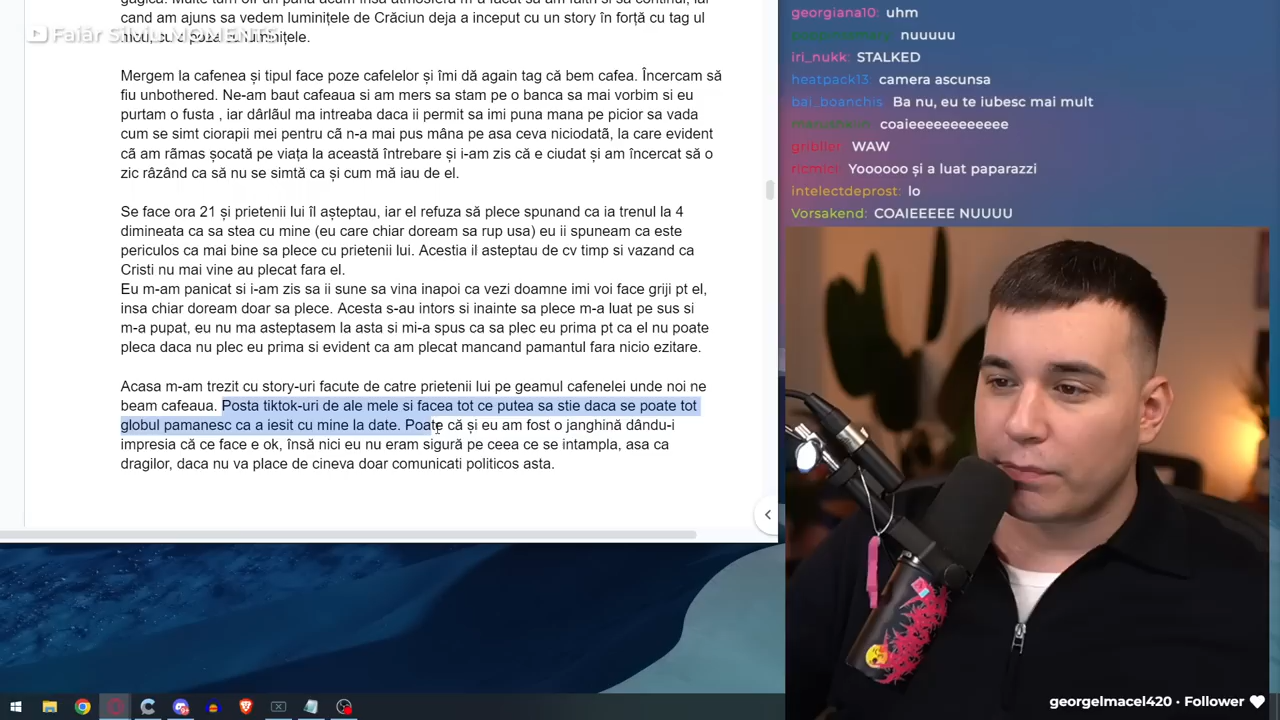 gagica. Multe turn off-uri pana acum insa atmosfera m-a facut sa am faith si sa continui, iar
cand am ajuns sa vedem luminițele de Crăciun deja a inceput cu un story în forță cu tag ul
meu, cu o poza cu luminițele.
Mergem la cafenea și tipul face poze cafelelor și îmi dă again tag că bem cafea. Încercam să
fiu unbothered. Ne-am baut cafeaua si am mers sa stam pe o banca sa mai vorbim si eu
purtam o fusta , iar dârlãul ma intreaba daca ii permit sa imi puna mana pe picior sa vada
cum se simt ciorapii mei pentru cã n-a mai pus mâna pe asa ceva niciodatã, la care evident
cã am rãmas șocată pe viața la această întrebare și i-am zis că e ciudat și am încercat să o
zic râzând ca să nu se simtă ca și cum mă iau de el.
Se face ora 21 și prietenii lui îl așteptau, iar el refuza să plece spunand ca ia trenul la 4
dimineata ca sa stea cu mine (eu care chiar doream sa rup usa) eu ii spuneam ca este
periculos ca mai bine sa plece cu prietenii lui. Acestia il asteptau de cv timp si vazand ca
Cristi nu mai vine au plecat fara el.
Eu m-am panicat si i-am zis sa ii sune sa vina inapoi ca vezi doamne imi voi face griji pt el,
insa chiar doream doar sa plece. Acesta s-au intors si inainte sa plece m-a luat pe sus si
m-a pupat, eu nu ma asteptasem la asta si mi-a spus ca sa plec eu prima pt ca el nu poate
pleca daca nu plec eu prima si evident ca am plecat mancand pamantul fara nicio ezitare.
Acasa m-am trezit cu story-uri facute de catre prietenii lui pe geamul cafenelei unde noi ne
beam cafeaua. Posta tiktok-uri de ale mele si facea tot ce putea sa stie daca se poate tot
globul pamanesc ca a iesit cu mine la date. Poate că și eu am fost o janghină dându-i
impresia că ce face e ok, însă nici eu nu eram sigură pe ceea ce se intampla, asa ca
dragilor, daca nu va place de cineva doar comunicati politicos asta.
georgiana10: uhm
nuuuuu
iri_nukk: STALKED
heatpack13: camera ascunsa
bai_boanchis: Ba nu, eu te iubesc mai mult
coaieeeeeeeeeeee
WAW
ricmici: Yoooooo și a luat paparazzi
intelectdeprost: lo
Vorsakend: COAIEEEEE NUUUU
georgelmacel420 · Follower